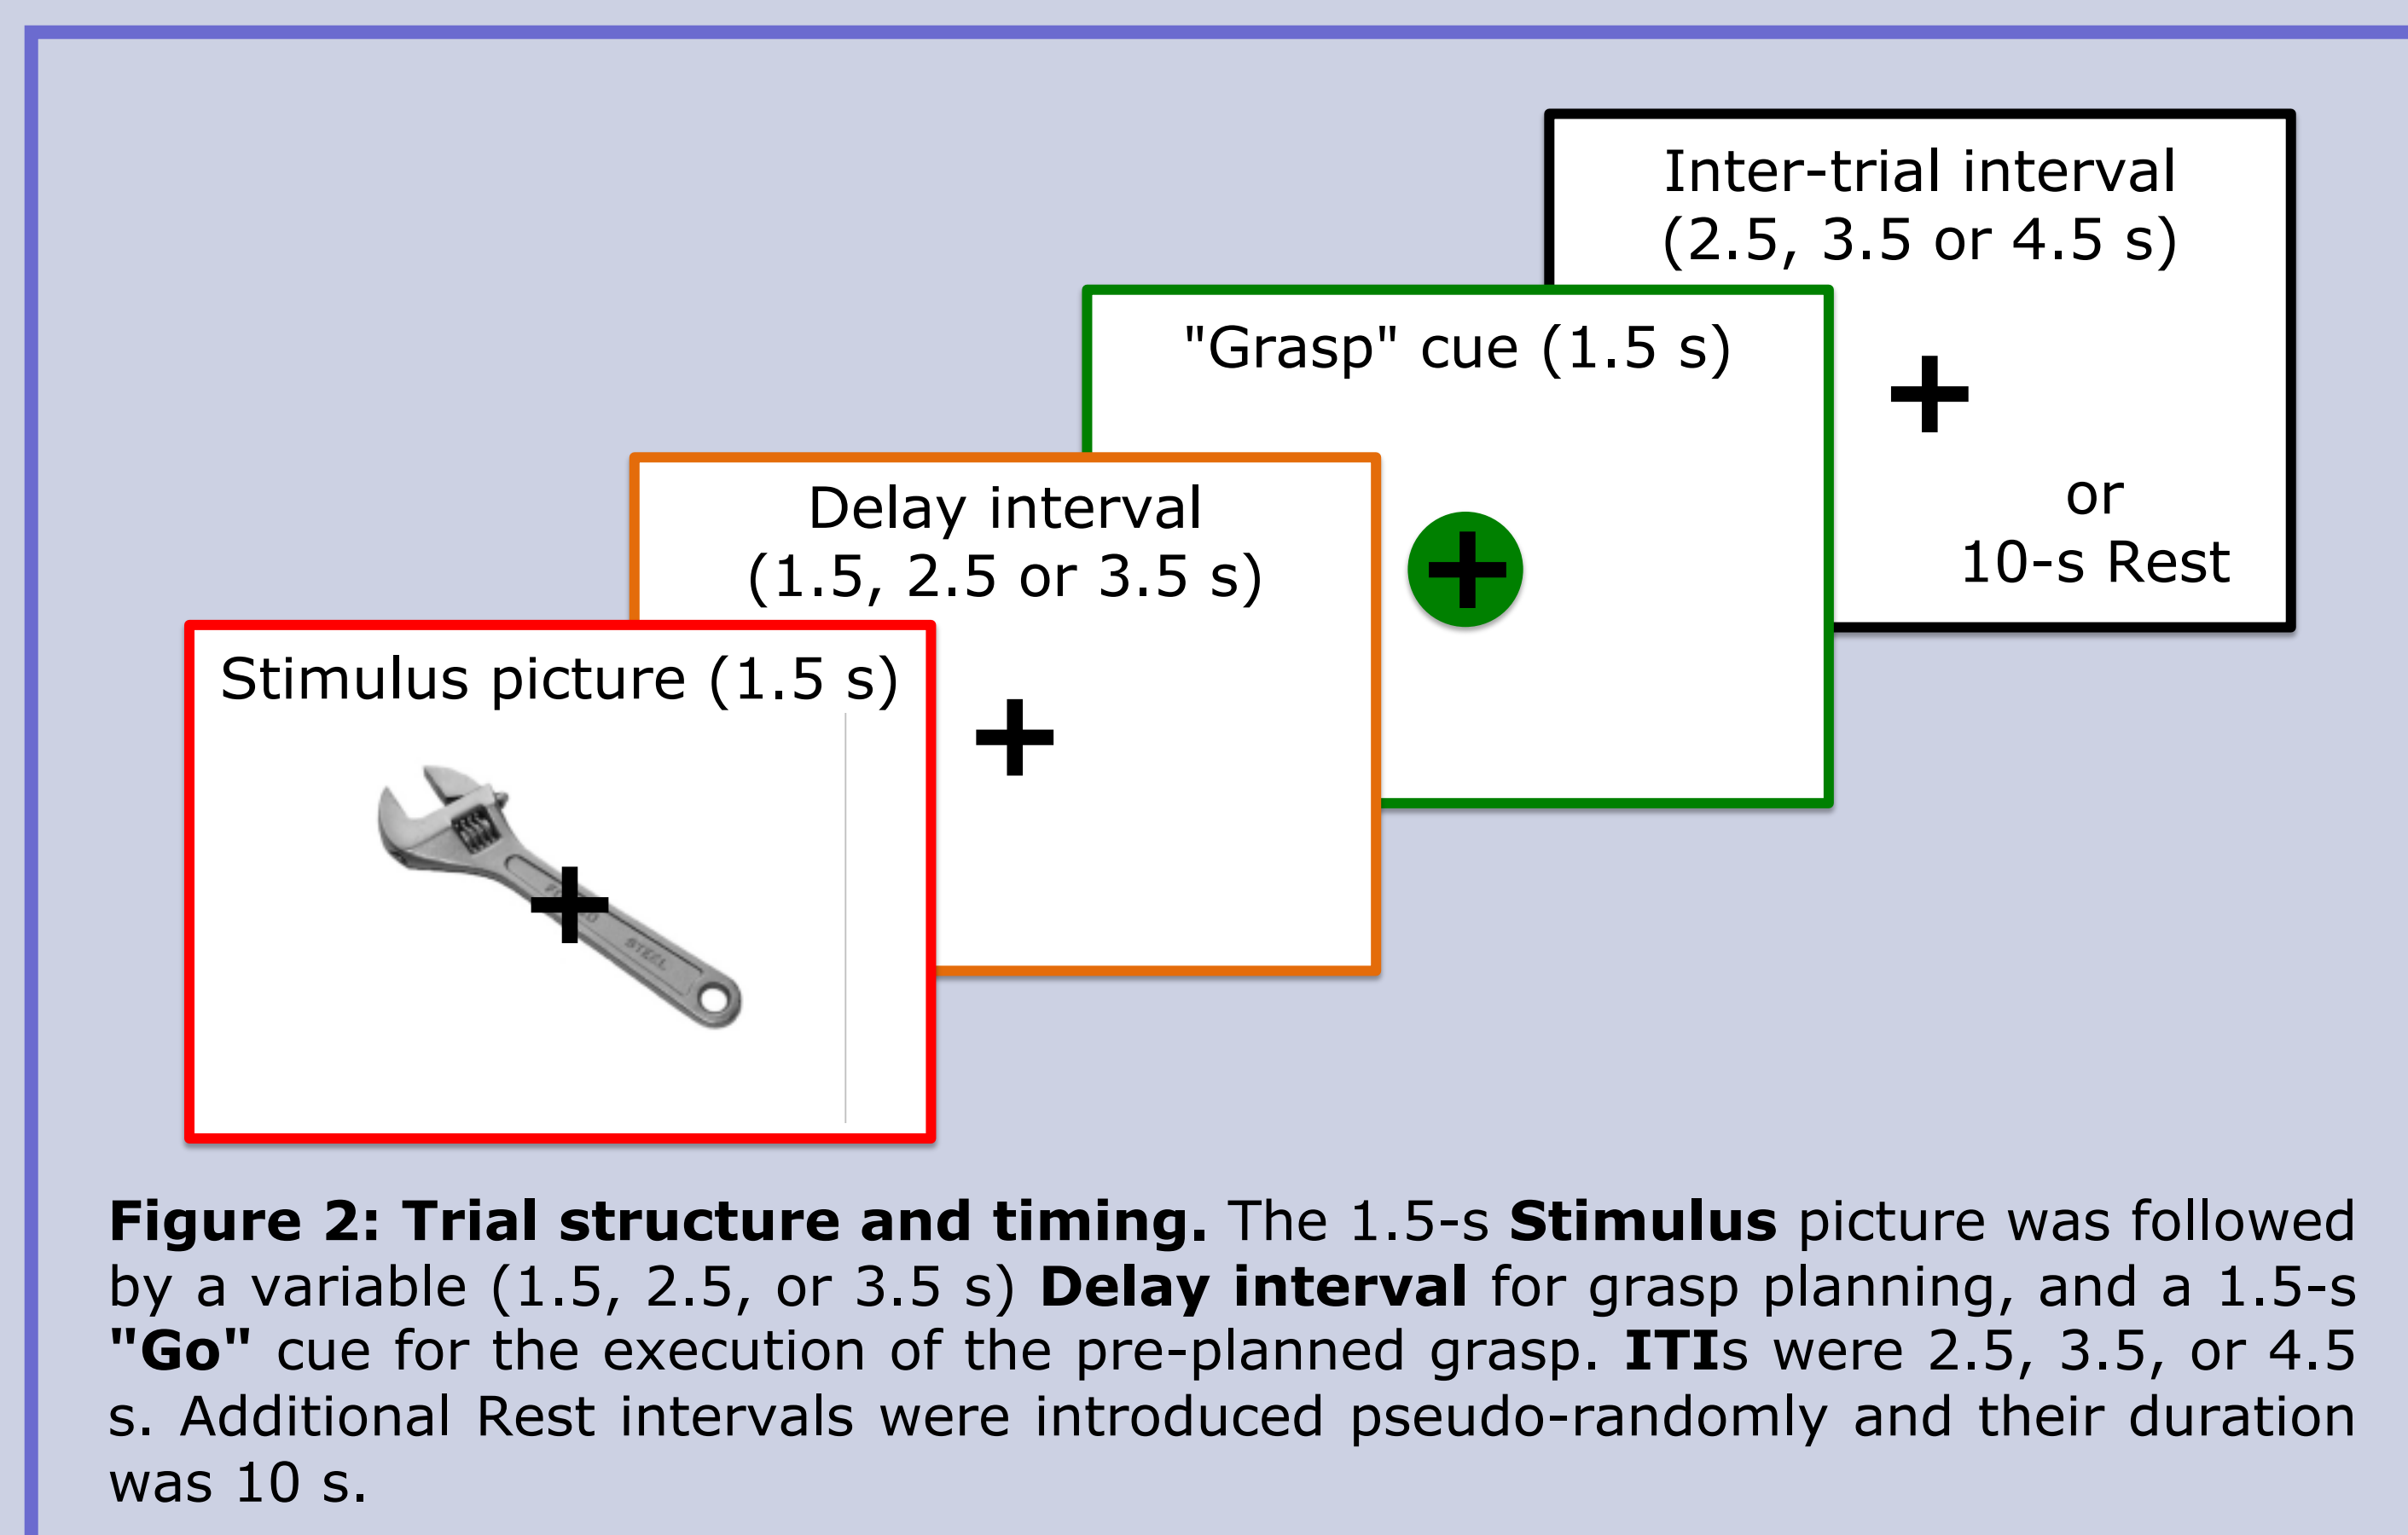 Inter-trial interval
(2.5, 3.5 or 4.5 s)
or
10-s Rest
"Grasp" cue (1.5 s)
Delay interval
(1.5, 2.5 or 3.5 s)
Stimulus picture (1.5 s)
STEEL
Figure 2: Trial structure and timing. The 1.5-s Stimulus picture was followed
by a variable (1.5, 2.5, or 3.5 s) Delay interval for grasp planning, and a 1.5-s
"Go" cue for the execution of the pre-planned grasp. ITIs were 2.5, 3.5, or 4.5
s. Additional Rest intervals were introduced pseudo-randomly and their duration
was 10 s.